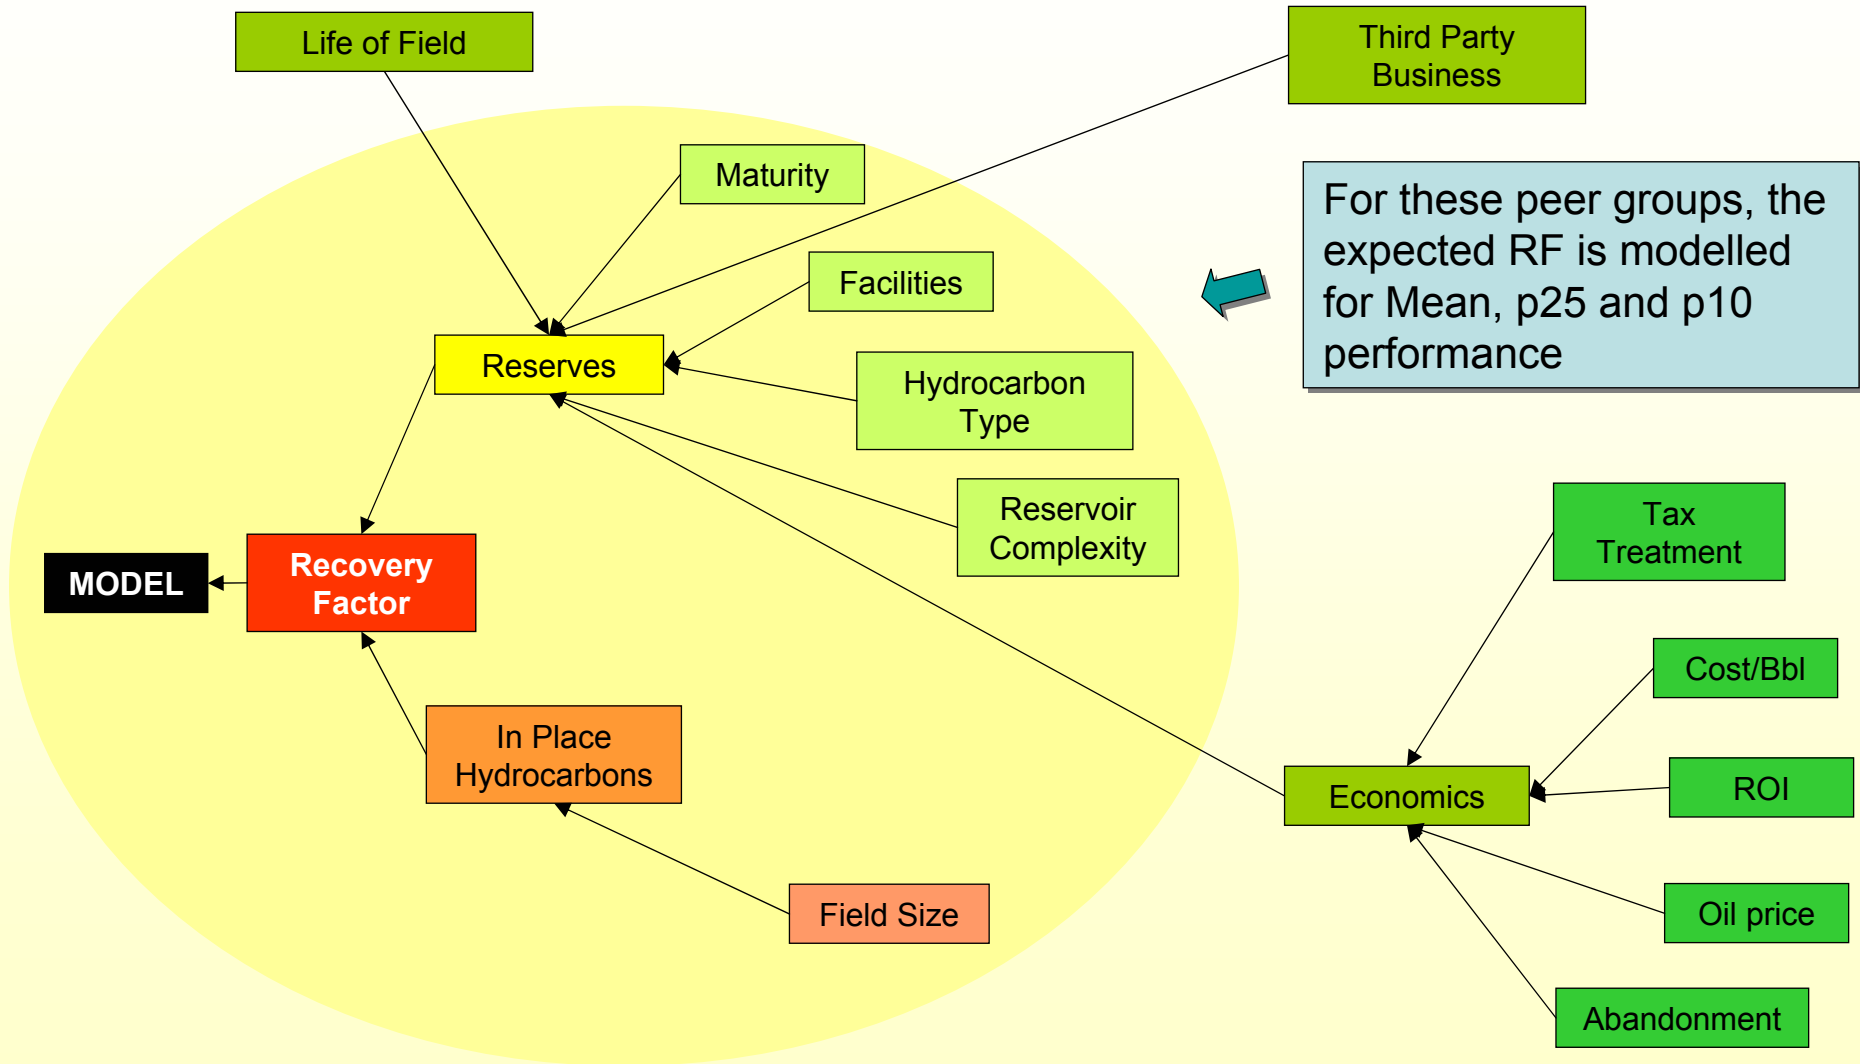 Life of Field
Third Party
Business
Maturity
For these peer groups, the
expected RF is modelled
for Mean, p25 and p10
performance
Facilities
Reserves
Hydrocarbon
Type
Reservoir
Complexity
Tax
Treatment
MODEL
Recovery
Factor
Cost/Bbl
In Place
Hydrocarbons
Economics
ROI
Field Size
Oil price
Abandonment